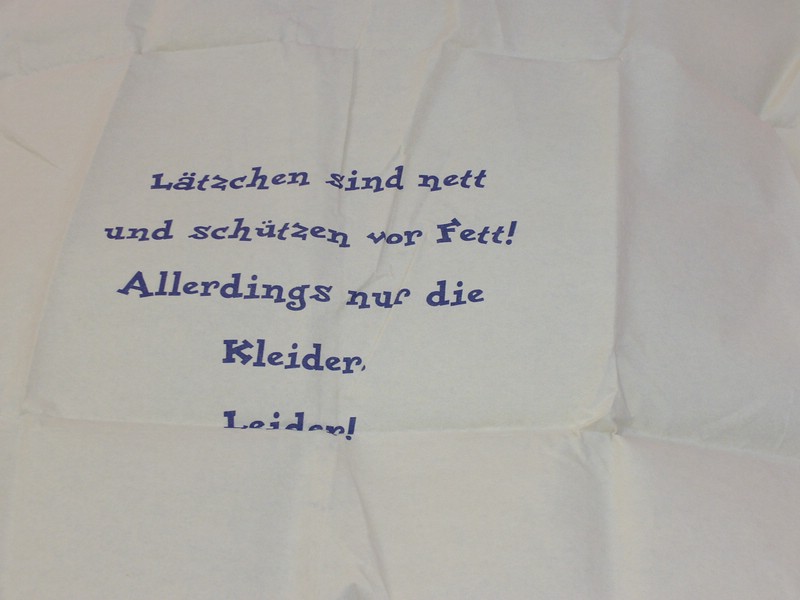 Lätzchen sind nett
und schützen vor Fett!
Allerdings nur die
Kleider,
Leider!